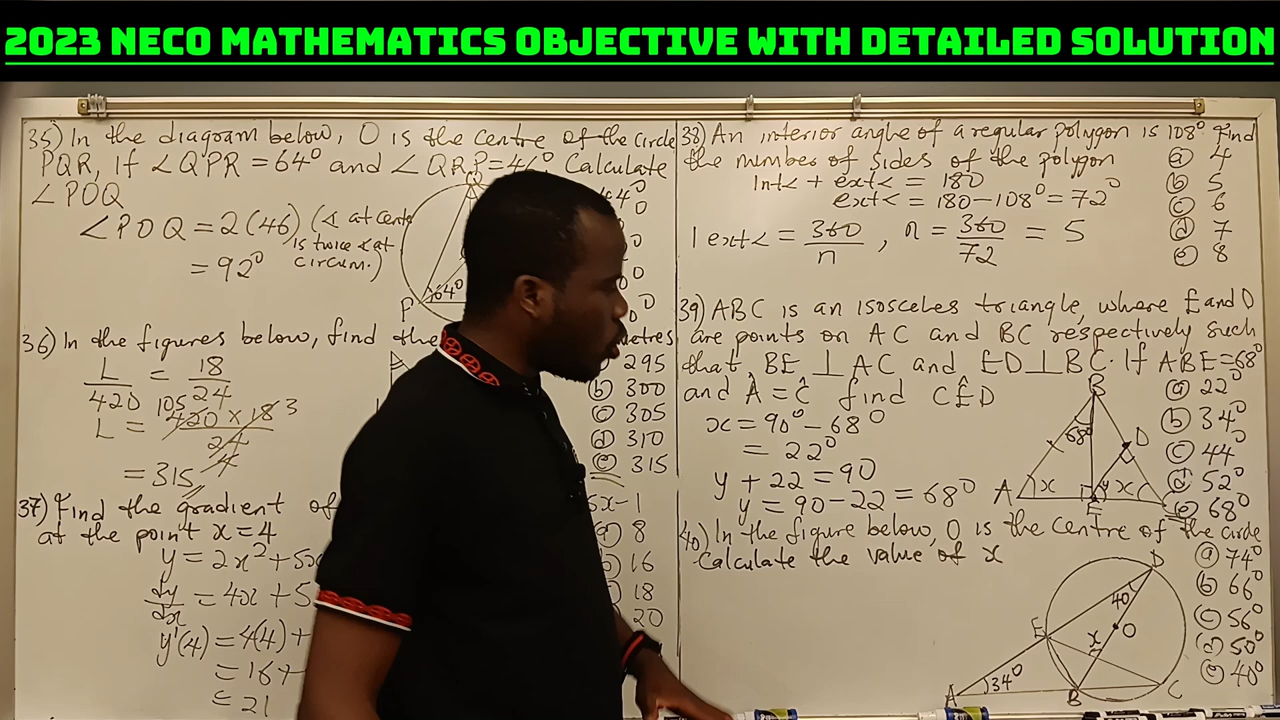 2023 NECO MATHEMATICS OBJECTIVE WITH DETAILED SOLUTION
35) In the diagram below, O is the centre of the circle
PQR, If ∠QPR = 64° and ∠QRP = 46° Calculate
∠POQ
∠POQ = 2(46) (∢ at cente
is twice ∢ at
circum.)
= 92°
64°
P
64°
36) In the figures below, find the
metres
L/420 = 18/24
L = 420 × 18/24
105
3
4
= 315
295
b 300
c 305
d 310
e 315
37) Find the gradient of
5x-1
at the point x=4
y = 2x² + 5x
dy/dx = 4x + 5
y'(4) = 4(4) +
= 16+
= 21
a 8
16
18
20
38) An interior angle of a regular polygon is 108° Find
the number of sides of the polygon
Int< + ext< = 180
ext< = 180-108° = 72°
1 ext< = 360/n , n = 360/72 = 5
a 4
b 5
c 6
d 7
e 8
39) ABC is an isosceles triangle, where E and D
are points on AC and BC respectively such
that, BE ⊥ AC and ED ⊥ BC. If ABE=68°
and Â = Ĉ find CÊD
x = 90° - 68°
= 22°
y + 22 = 90
y = 90-22 = 68°
B
68°
D
A
x
y
x
E
a 22°
b 34°
c 44°
d 52°
e 68°
40) In the figure below, O is the centre of the circle
Calculate the value of x
D
40
E
x
O
A
34°
B
C
a 74°
b 66°
c 56°
d 50°
e 40°